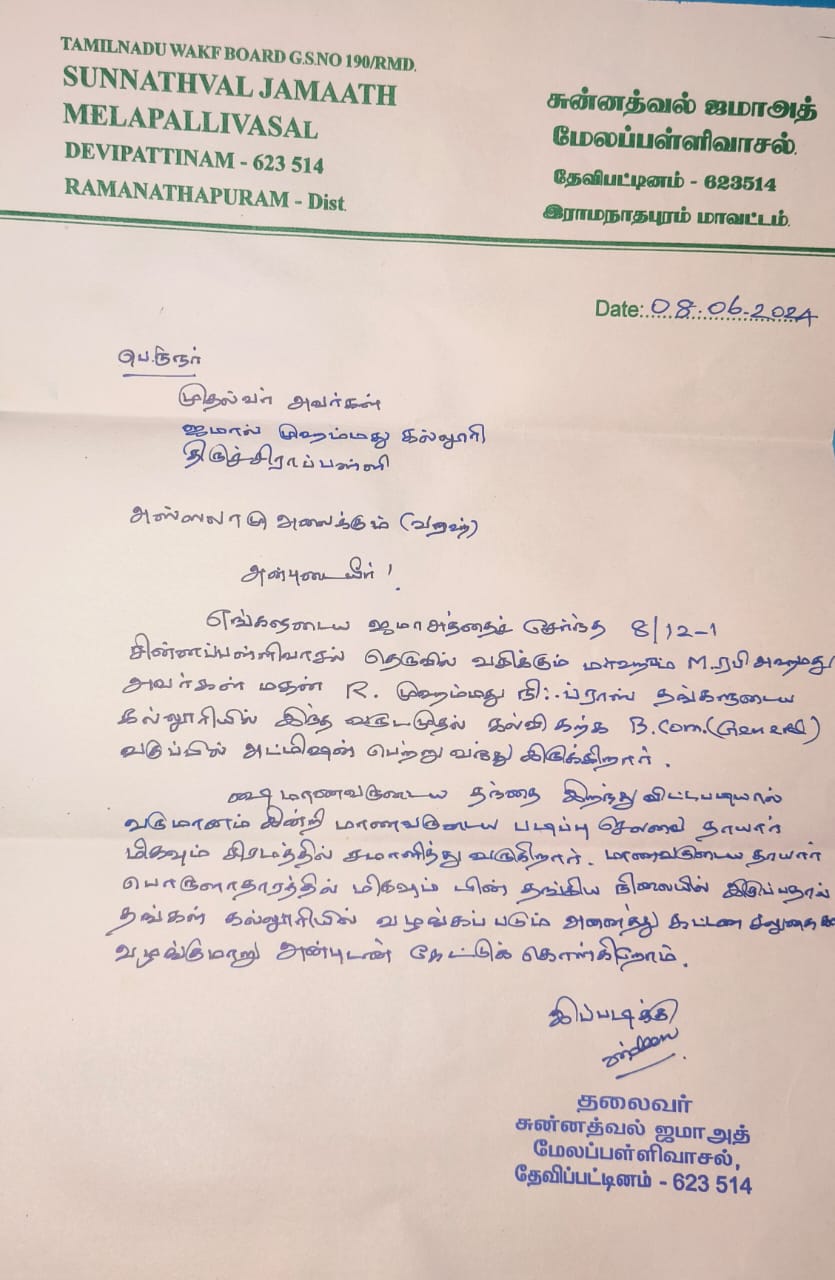 TAMILNADU WAKF BOARD G.S.NO 190/RMD.
SUNNATHVAL JAMAATH
MELAPALLIVASAL
DEVIPATTINAM - 623 514
RAMANATHAPURAM - Dist.
சுன்னத்வல் ஜமாஅத்
மேலப்பள்ளிவாசல்.
தேவிபட்டினம் - 623514
இராமநாதபுரம் மாவட்டம்.
Date: 08.06.2024
பெருநர்
முதல்வர் அவர்கள்
ஜமால் முஹம்மது கல்லூரி
திருச்சிராப்பள்ளி
அஸ்ஸலாமு அலைக்கும் (வறஹ்)
அன்புடையீர்!
எங்களுடைய ஜமாஅத்தைச் சேர்ந்த 8/12-1
சின்னப்பள்ளிவாசல் தெருவில் வசிக்கும் மர்ஹூம் M.ரபி அஹமது
அவர்கள் மகன் R. முஹம்மது தங்களுடைய
கல்லூரியில் இந்த வருடமுதல் கல்வி கற்க B.Com.(General)
வகுப்பில் அட்மிஷன் பெற்று வந்து இருக்கிறார்.
மாணவருடைய தந்தை இறந்து விட்டபடியால்
வருமானம் இன்றி மாணவருடைய படிப்பு செலவை தாயார்
மிகவும் சிரமத்தில் சமாளித்து வருகிறார். மாணவருடைய தாயார்
பொருளாதாரத்தில் மிகவும் பின் தங்கிய நிலையில் இருப்பதால்
தங்கள் கல்லூரியில் வழங்கப்படும் அனைத்து கட்டண சலுகைகள்
வழங்குமாறு அன்புடன் கேட்டுக் கொள்கிறோம்.
இப்படிக்கு
தலைவர்
சுன்னத்வல் ஜமாஅத்
மேலப்பள்ளிவாசல்,
தேவிப்பட்டினம் - 623 514